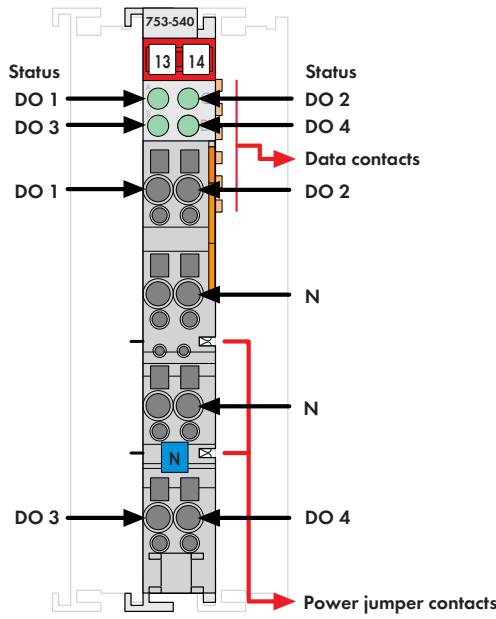 753-540
13 14
Status Status
DO 1 DO 2
DO 3 DO 4
Data contacts
DO 1 DO 2
N
N
N
DO 3 DO 4
Power jumper contacts